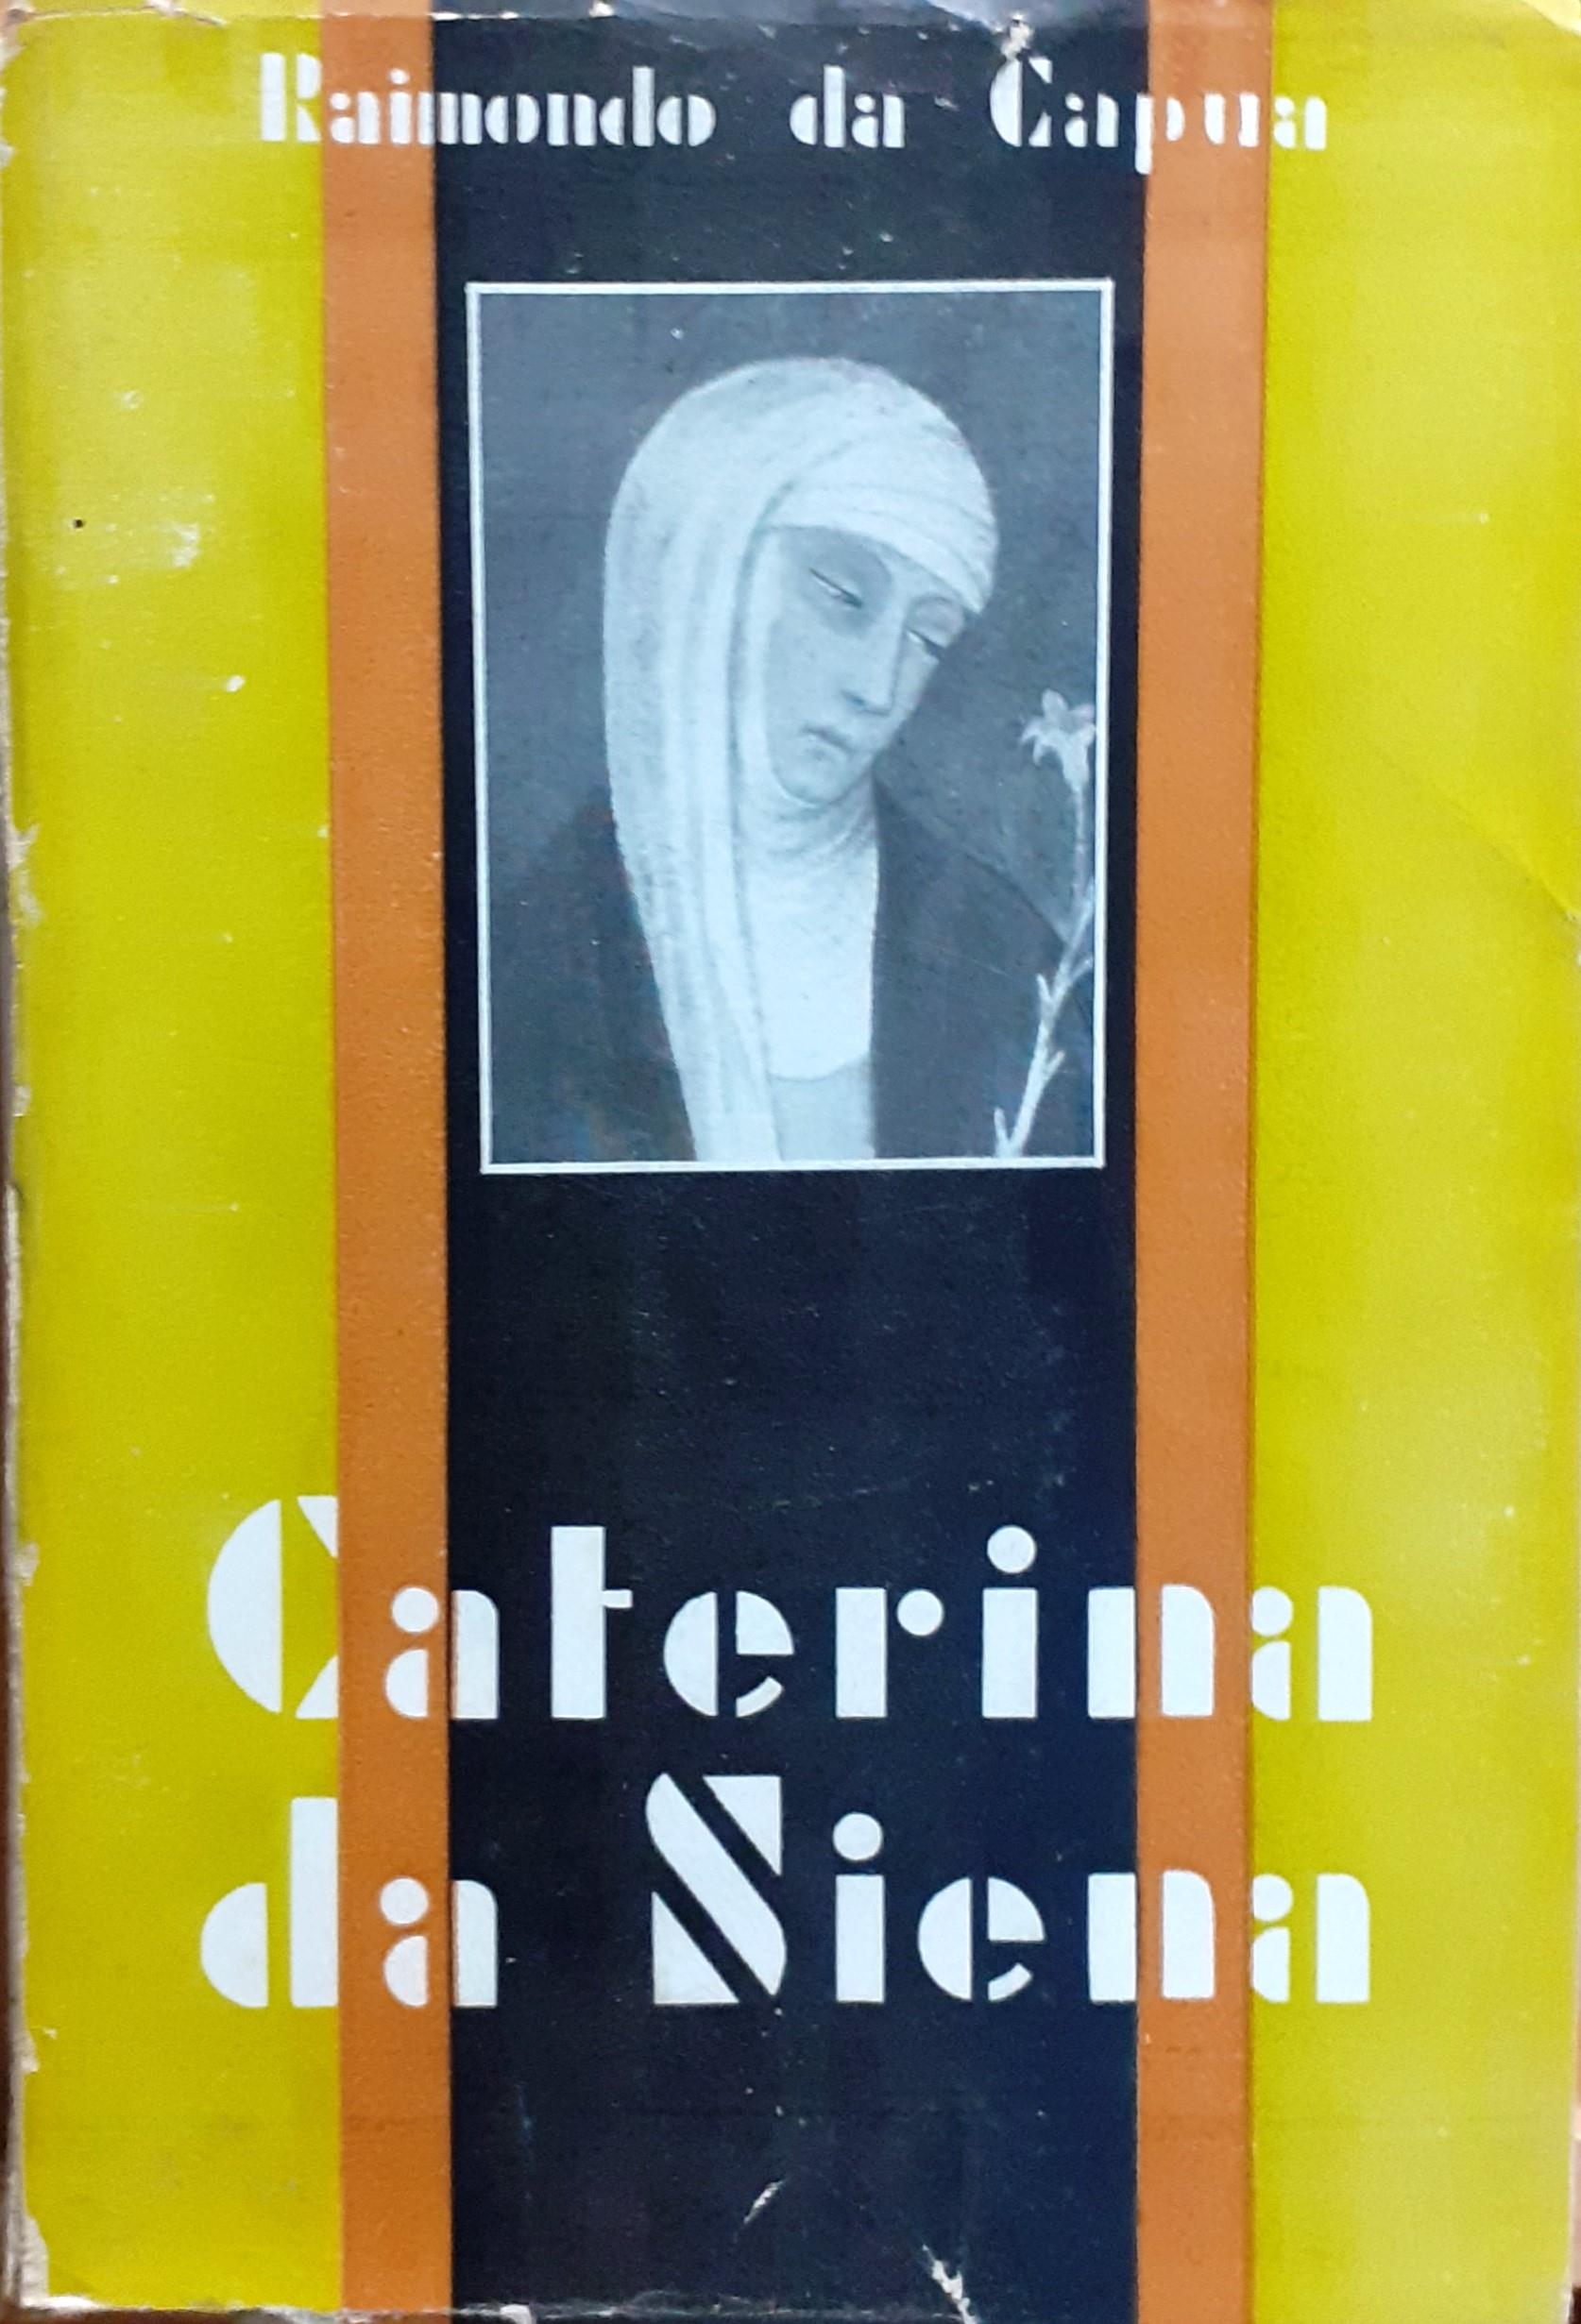 Raimondo da Capua
Caterina
da Siena